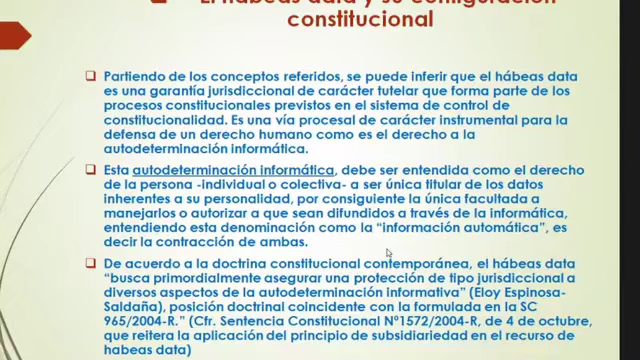 El hábeas data y su configuración
constitucional
Partiendo de los conceptos referidos, se puede inferir que el hábeas data
es una garantía jurisdiccional de carácter tutelar que forma parte de los
procesos constitucionales previstos en el sistema de control de
constitucionalidad. Es una vía procesal de carácter instrumental para la
defensa de un derecho humano como es el derecho a la
autodeterminación informática.
Esta autodeterminación informática, debe ser entendida como el derecho
de la persona -individual o colectiva- a ser única titular de los datos
inherentes a su personalidad, por consiguiente la única facultada a
manejarlos o autorizar a que sean difundidos a través de la informática,
entendiendo esta denominación como la “información automática”, es
decir la contracción de ambas.
De acuerdo a la doctrina constitucional contemporánea, el hábeas data
“busca primordialmente asegurar una protección de tipo jurisdiccional a
diversos aspectos de la autodeterminación informativa” (Eloy Espinosa-
Saldaña), posición doctrinal coincidente con la formulada en la SC
965/2004-R.” (Cfr. Sentencia Constitucional Nº1572/2004-R, de 4 de octubre,
que reitera la aplicación del principio de subsidiariedad en el recurso de
habeas data)